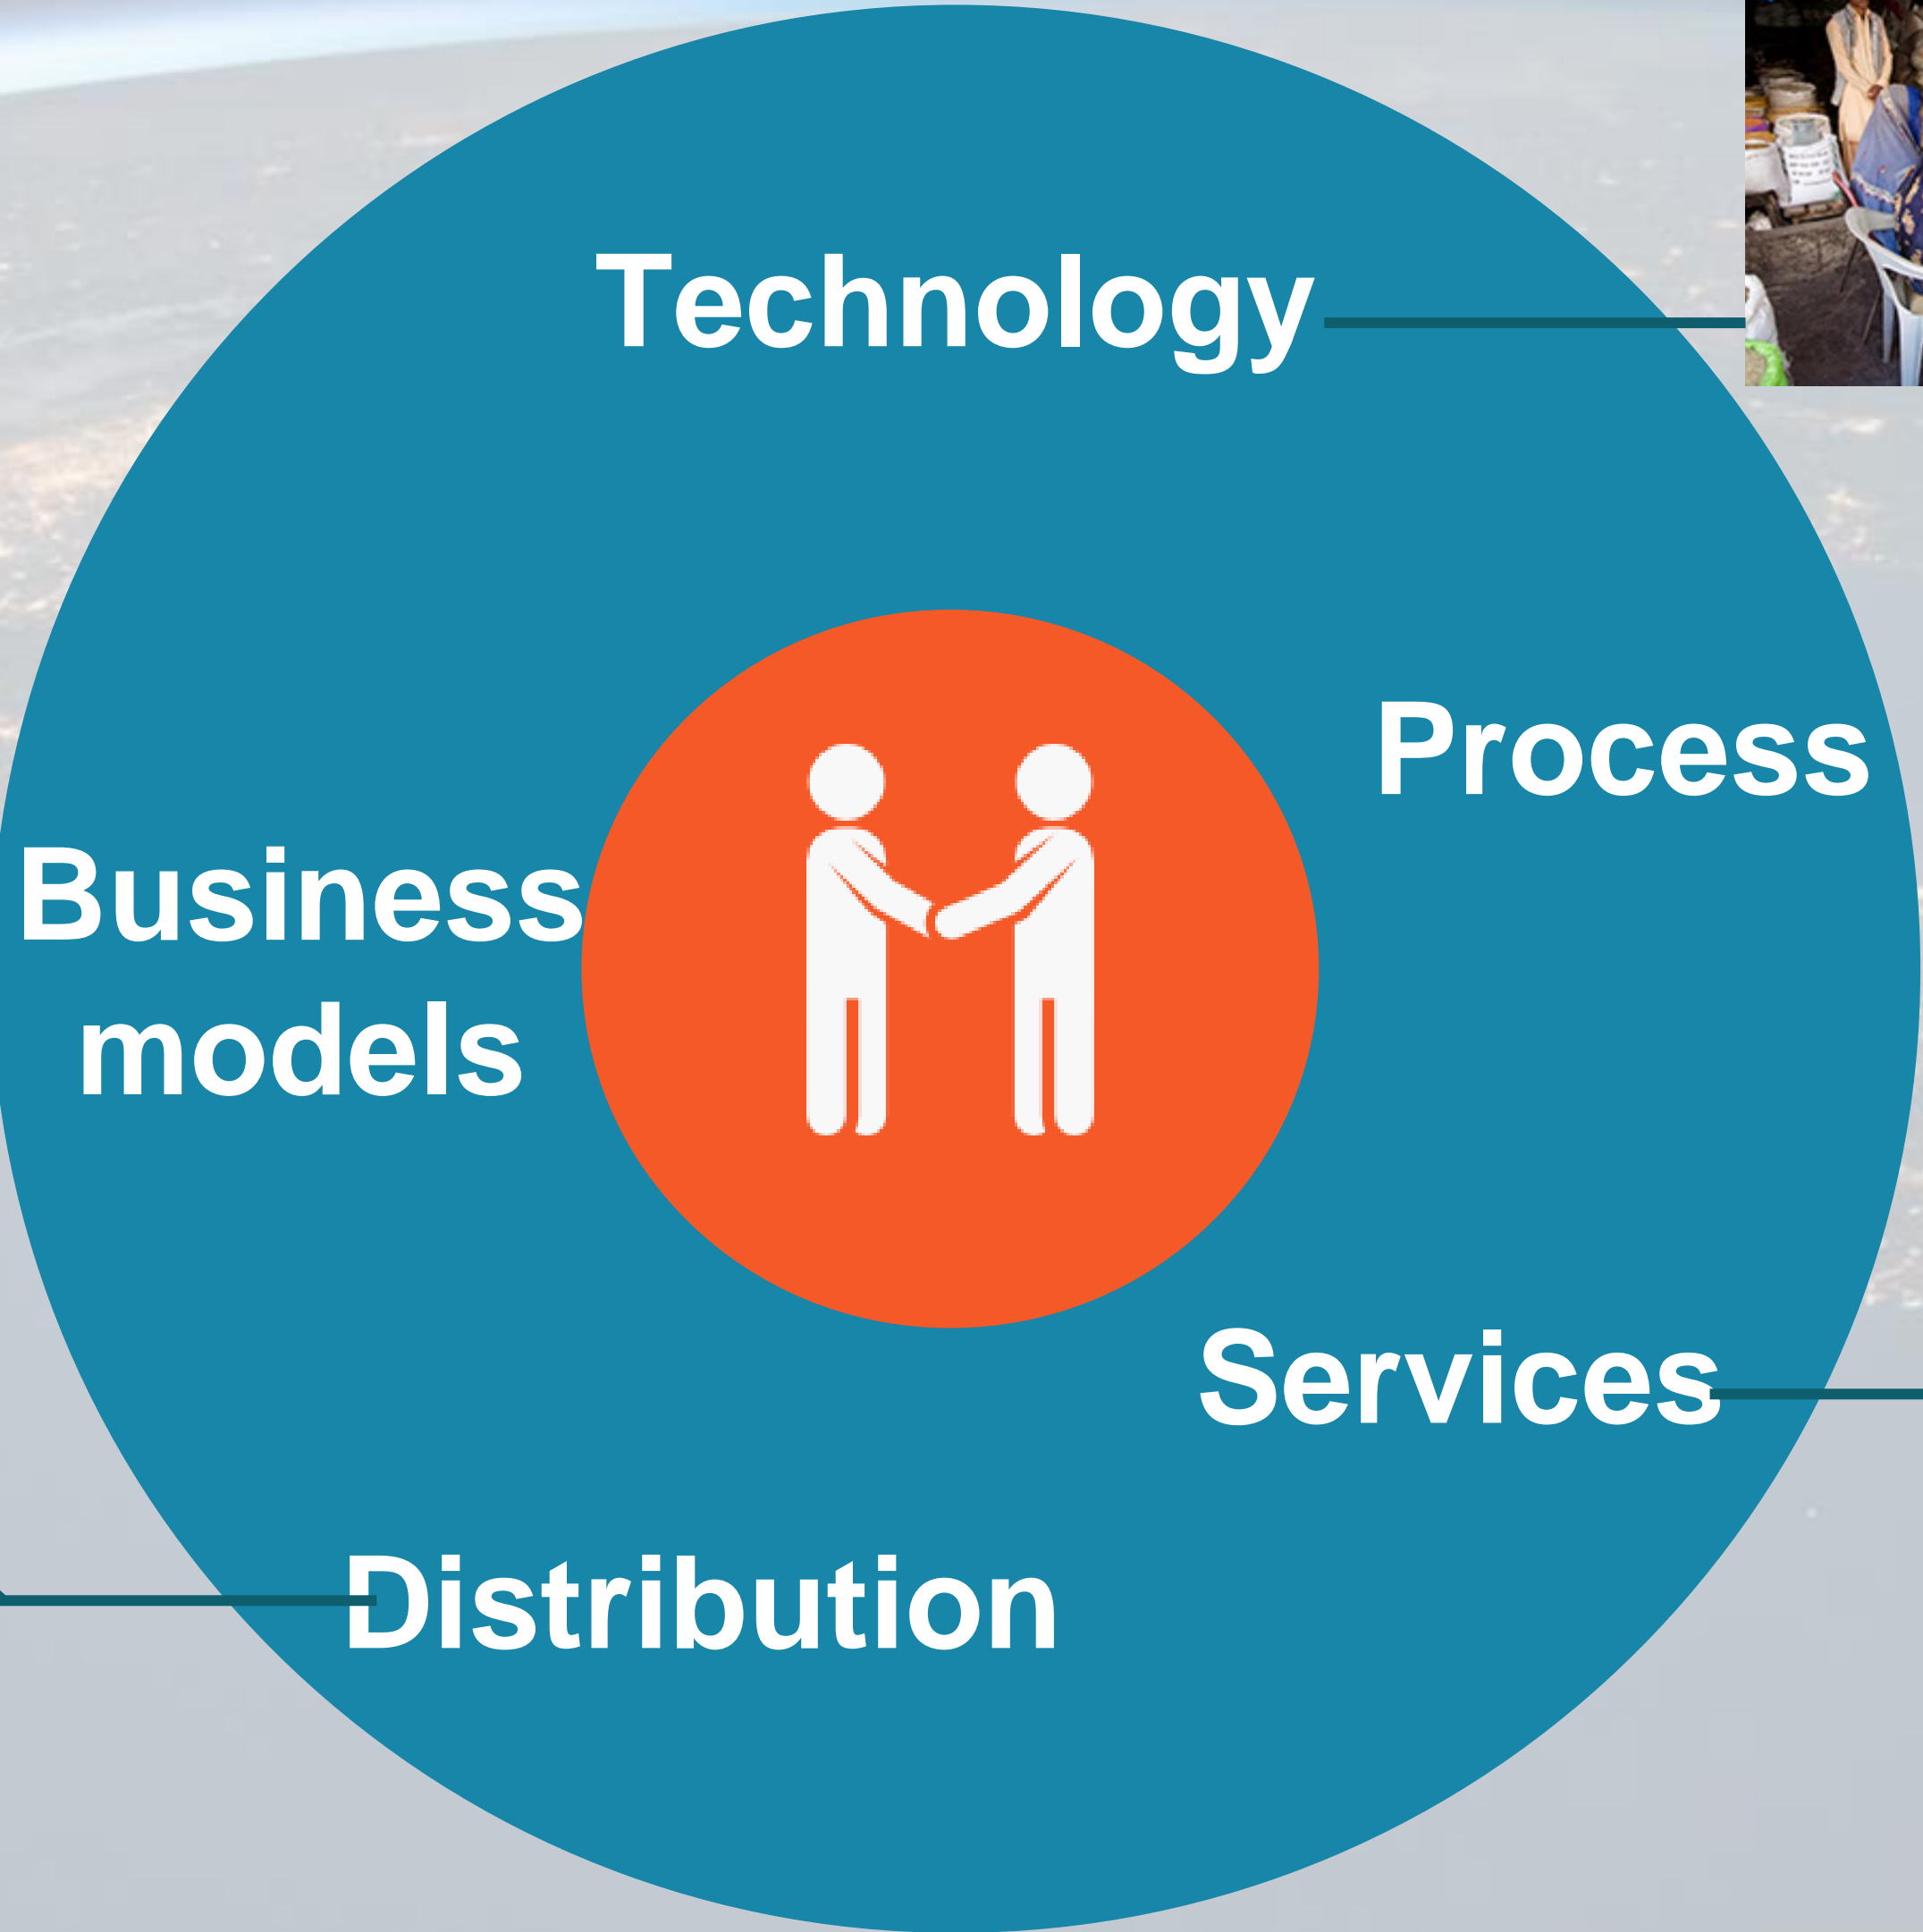 Technology
Process
Business
models
Services
Distribution